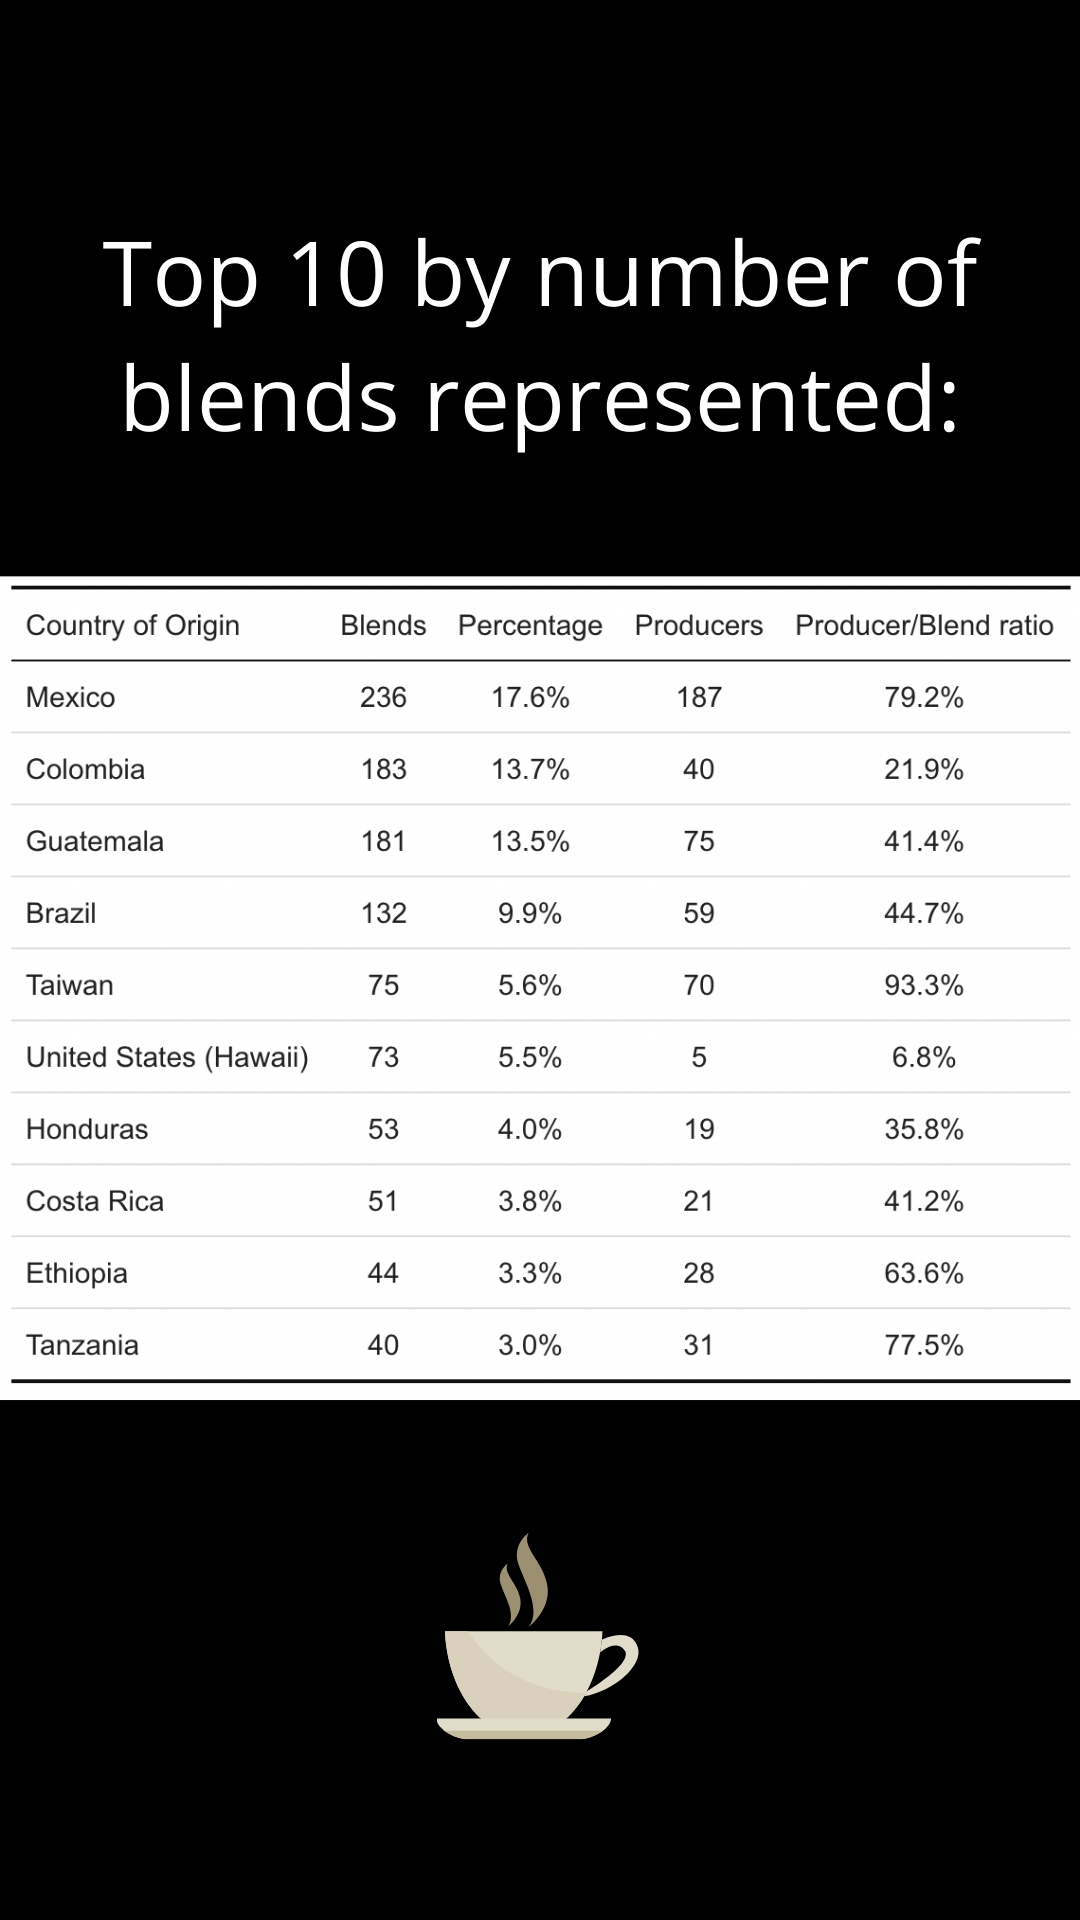 Top 10 by number of
blends represented:
Country of Origin Blends Percentage Producers Producer/Blend ratio
Mexico 236 17.6% 187 79.2%
Colombia 183 13.7% 40 21.9%
Guatemala 181 13.5% 75 41.4%
Brazil 132 9.9% 59 44.7%
Taiwan 75 5.6% 70 93.3%
United States (Hawaii) 73 5.5% 5 6.8%
Honduras 53 4.0% 19 35.8%
Costa Rica 51 3.8% 21 41.2%
Ethiopia 44 3.3% 28 63.6%
Tanzania 40 3.0% 31 77.5%